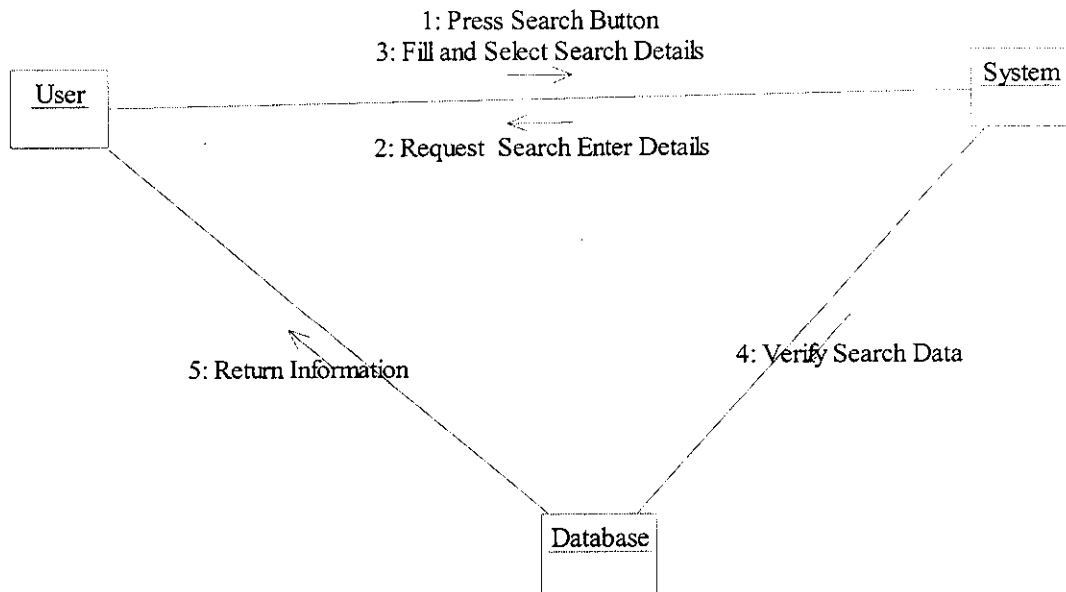 1: Press Search Button
3: Fill and Select Search Details
User
System
2: Request Search Enter Details
5: Return Information
4: Verify Search Data
Database